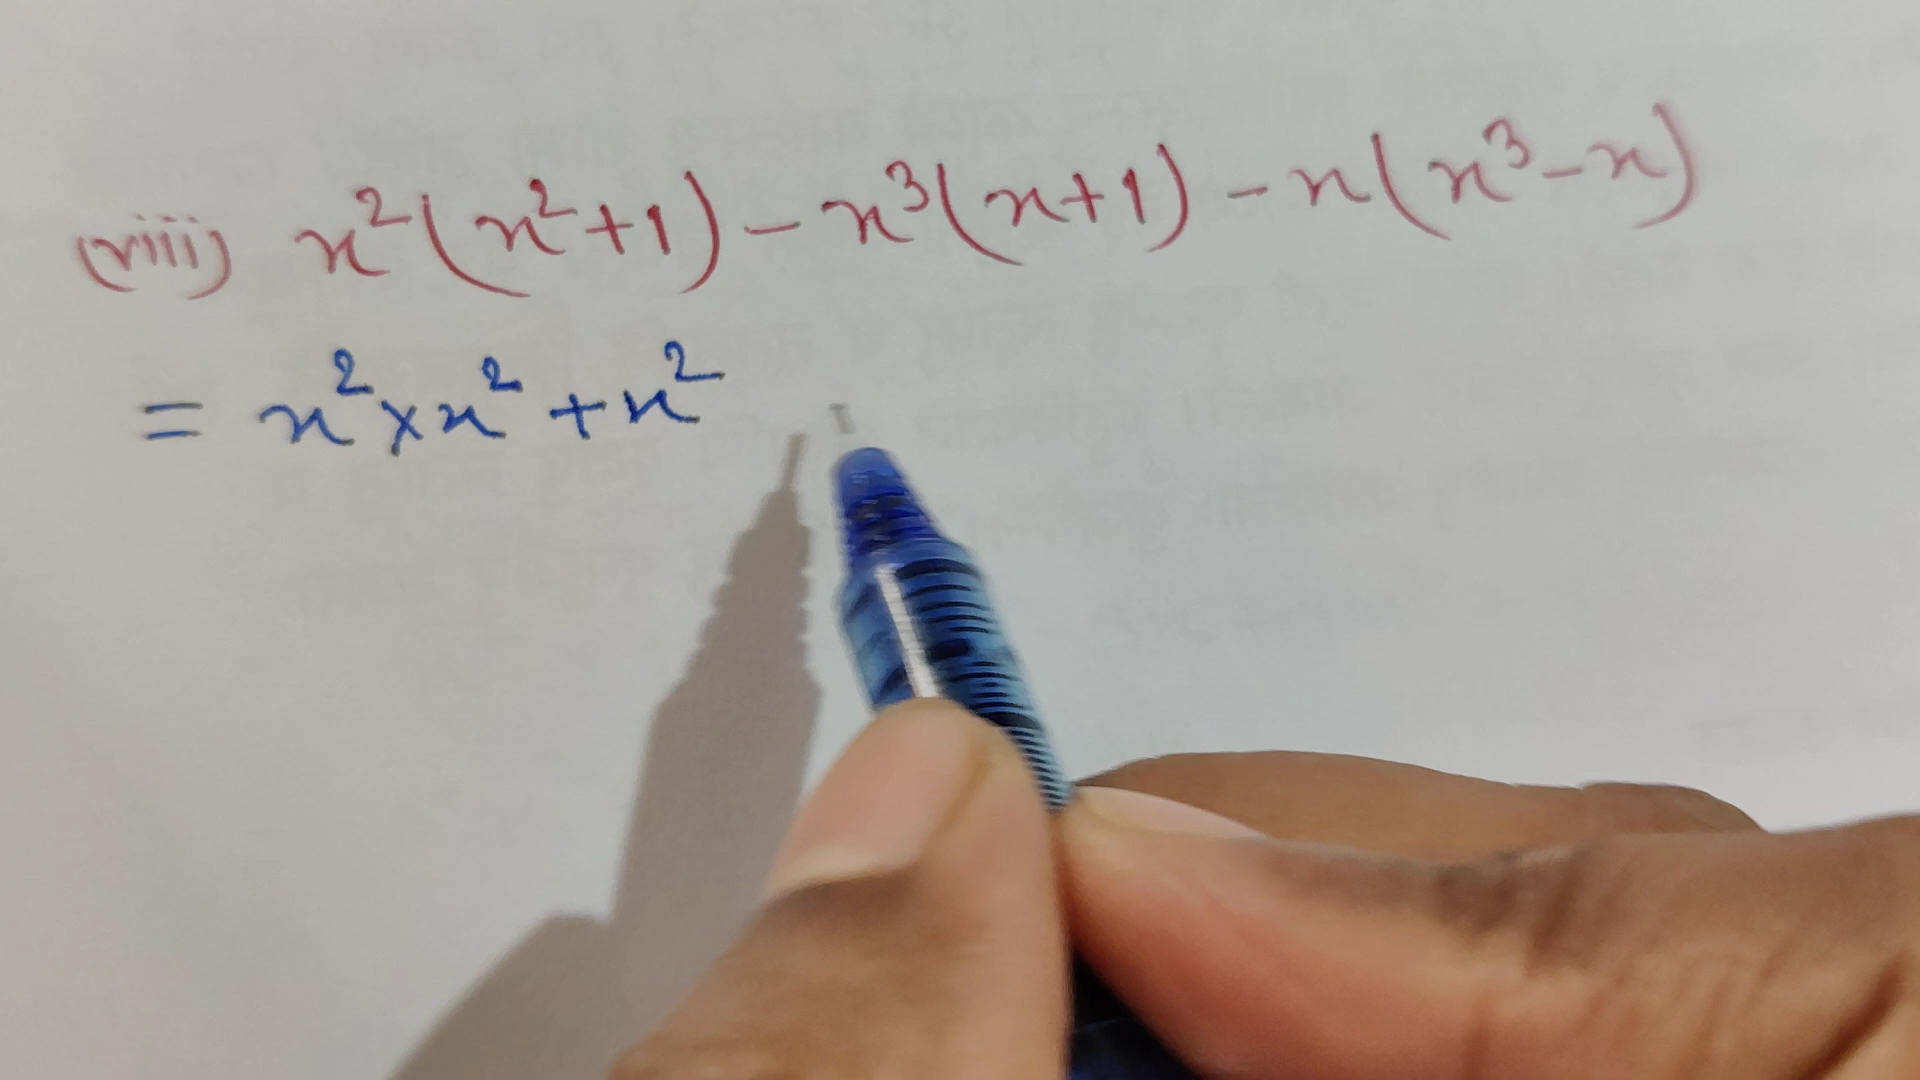 (viii) x²(x²+1) - x³(x+1) - x(x³-x)
= x² × x² + x²